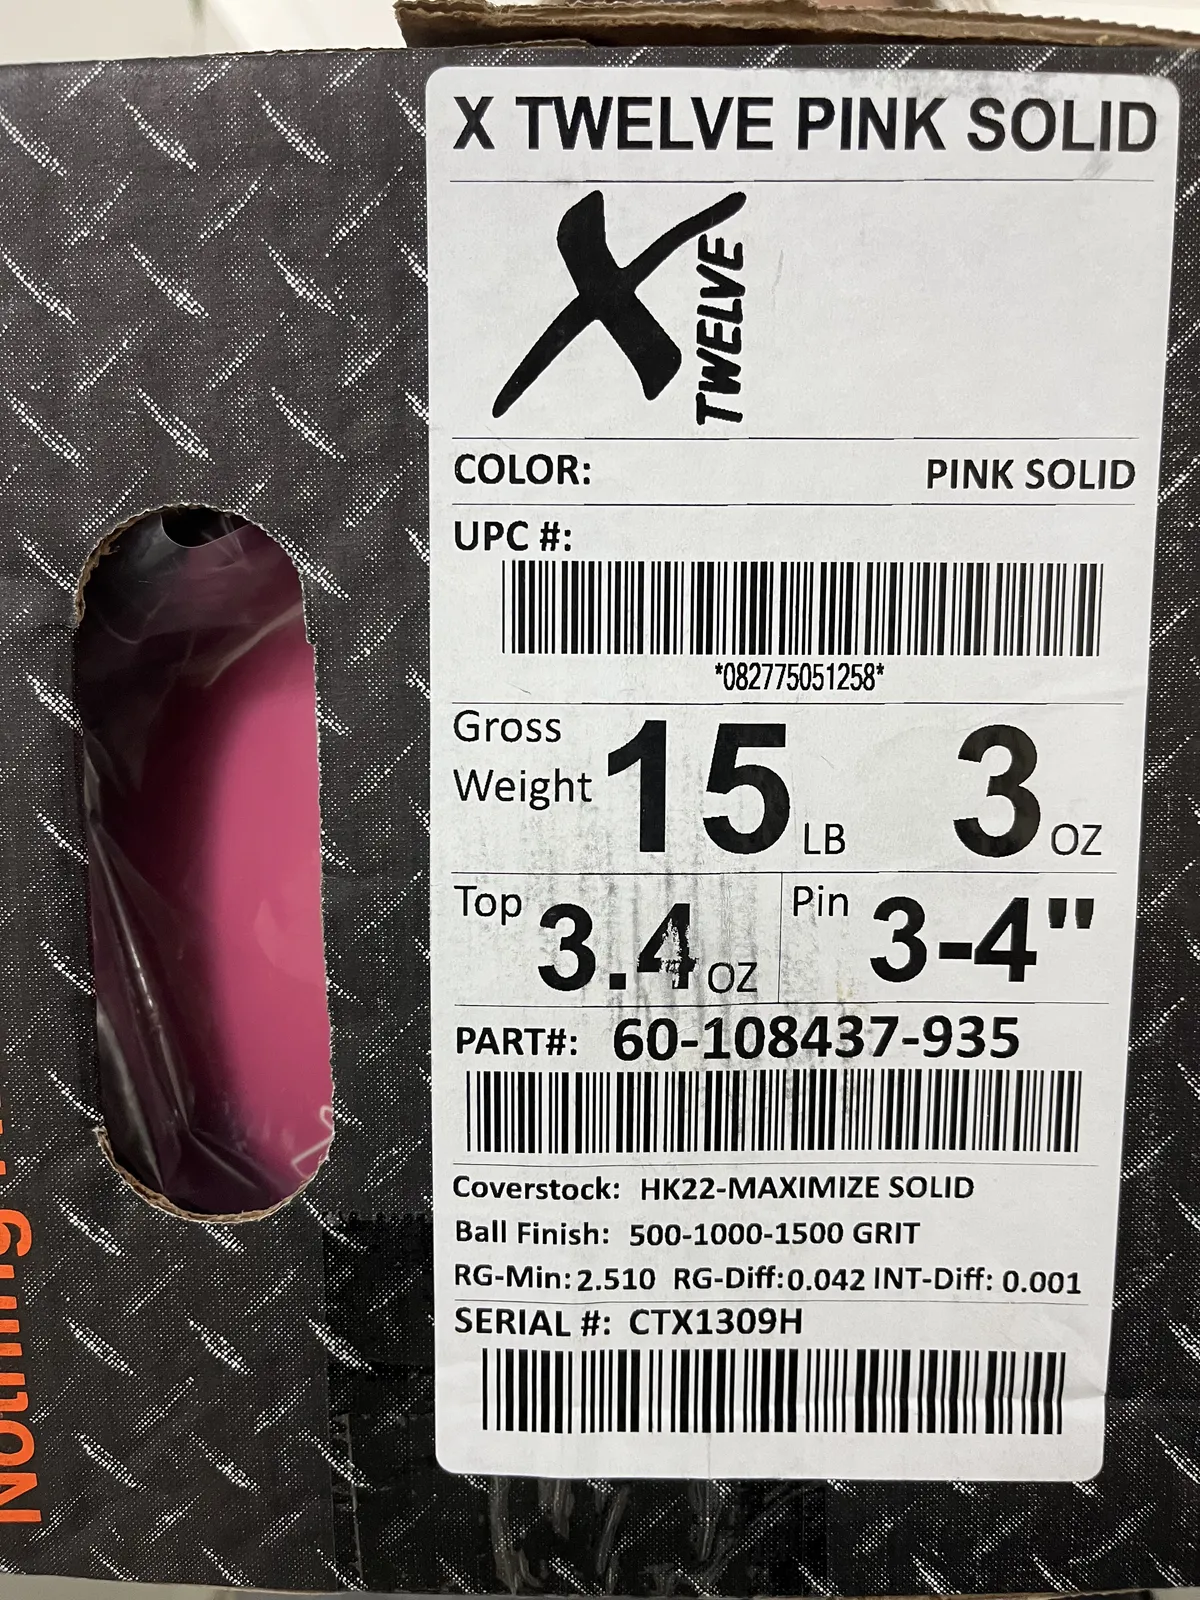 X TWELVE PINK SOLID
X
TWELVE
COLOR: PINK SOLID
UPC #:
*082775051258*
Gross Weight 15 LB 3 OZ
Top 3.4 OZ Pin 3-4"
PART#: 60-108437-935
Coverstock: HK22-MAXIMIZE SOLID
Ball Finish: 500-1000-1500 GRIT
RG-Min: 2.510 RG-Diff: 0.042 INT-Diff: 0.001
SERIAL #: CTX1309H